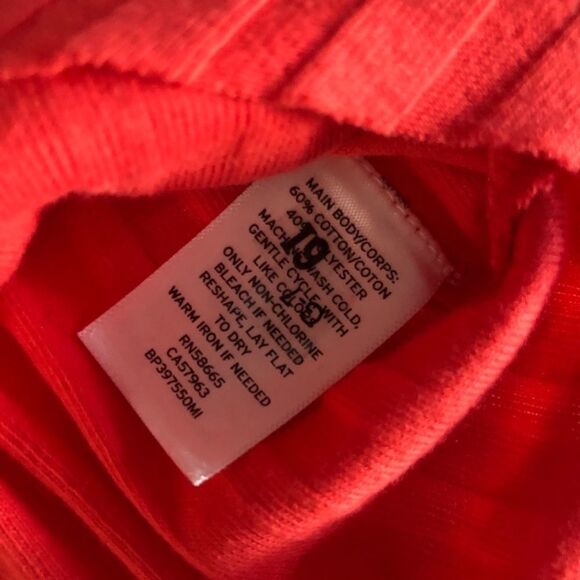 MAIN BODY/CORPS:
60% COTTON/COTON
40% POLYESTER
MACHINE WASH COLD,
GENTLE CYCLE, WITH
LIKE COLORS
ONLY NON-CHLORINE
BLEACH IF NEEDED
RESHAPE, LAY FLAT
TO DRY
WARM IRON IF NEEDED
RN58665
CA57963
BP397550MI
19